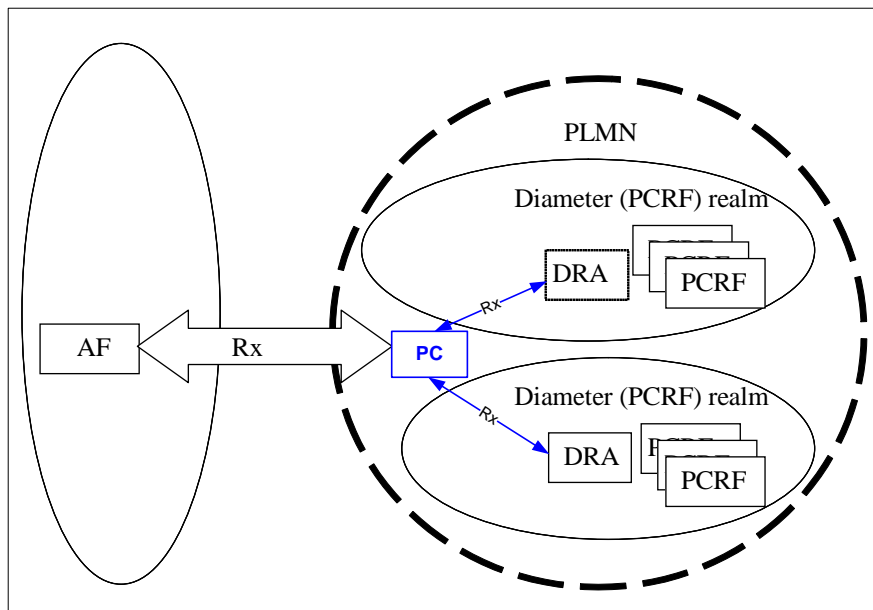 PLMN
Diameter (PCRF) realm
DRA
PCRF
Rx
AF
Rx
PC
Rx
Diameter (PCRF) realm
DRA
PCRF